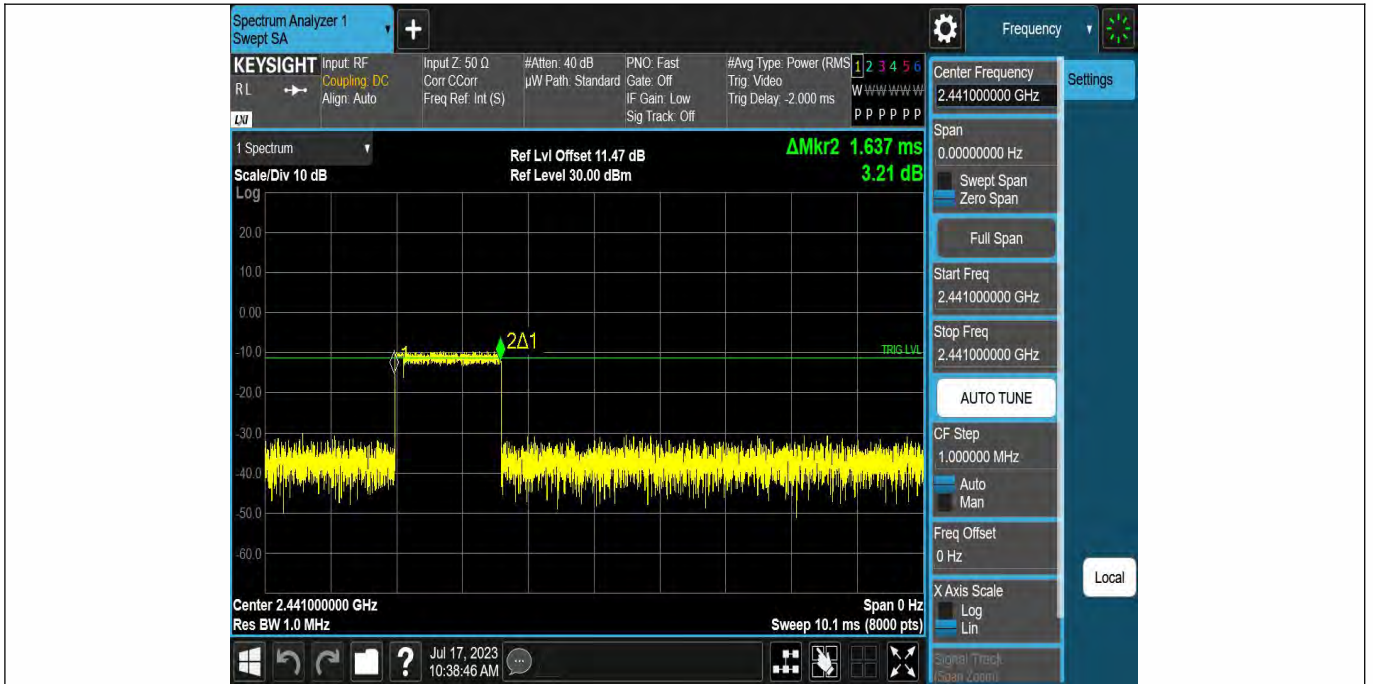 Spectrum Analyzer 1
Swept SA
+
Frequency
KEYSIGHT
R L
LXI
Input: RF
Coupling: DC
Align: Auto
Input Z: 50 Ω
Corr CCorr
Freq Ref: Int (S)
#Atten: 40 dB
µW Path: Standard
PNO: Fast
Gate: Off
IF Gain: Low
Sig Track: Off
#Avg Type: Power (RMS
Trig: Video
Trig Delay: -2.000 ms
1 2 3 4 5 6
W W W W W W
P P P P P P
1 Spectrum
Scale/Div 10 dB
Ref Lvl Offset 11.47 dB
Ref Level 30.00 dBm
ΔMkr2 1.637 ms
3.21 dB
Log
20.0
10.0
0.00
-10.0
-20.0
-30.0
-40.0
-50.0
-60.0
1
2Δ1
TRIG LVL
Center 2.441000000 GHz
Res BW 1.0 MHz
Span 0 Hz
Sweep 10.1 ms (8000 pts)
Center Frequency
2.441000000 GHz
Settings
Span
0.00000000 Hz
Swept Span
Zero Span
Full Span
Start Freq
2.441000000 GHz
Stop Freq
2.441000000 GHz
AUTO TUNE
CF Step
1.000000 MHz
Auto
Man
Freq Offset
0 Hz
X Axis Scale
Log
Lin
Signal Track
(Span Zoom)
Local
?
Jul 17, 2023
10:38:46 AM